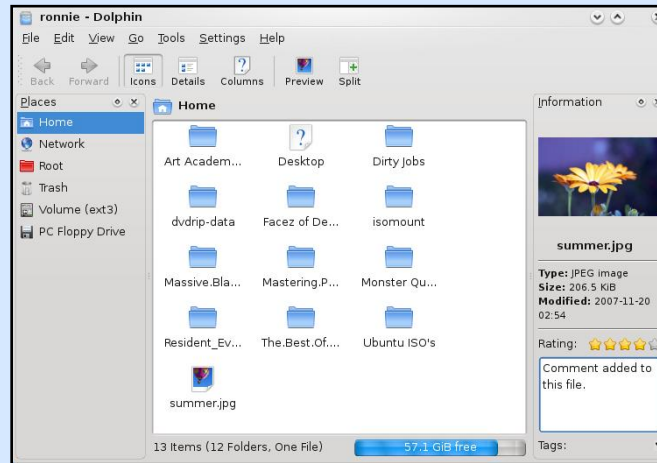 ronnie - Dolphin
File Edit View Go Tools Settings Help
Back Forward Icons Details Columns Preview Split
Places
Home
Network
Root
Trash
Volume (ext3)
PC Floppy Drive
Home
Art Academ... Desktop Dirty Jobs
dvdrip-data Facez of De... isomount
Massive.Bla... Mastering.P... Monster Qu...
Resident_Ev... The.Best.Of.... Ubuntu ISO's
summer.jpg
13 Items (12 Folders, One File) 57.1 GiB free
Information
summer.jpg
Type: JPEG image
Size: 206.5 KiB
Modified: 2007-11-20
02:54
Rating:
Comment added to
this file.
Tags: